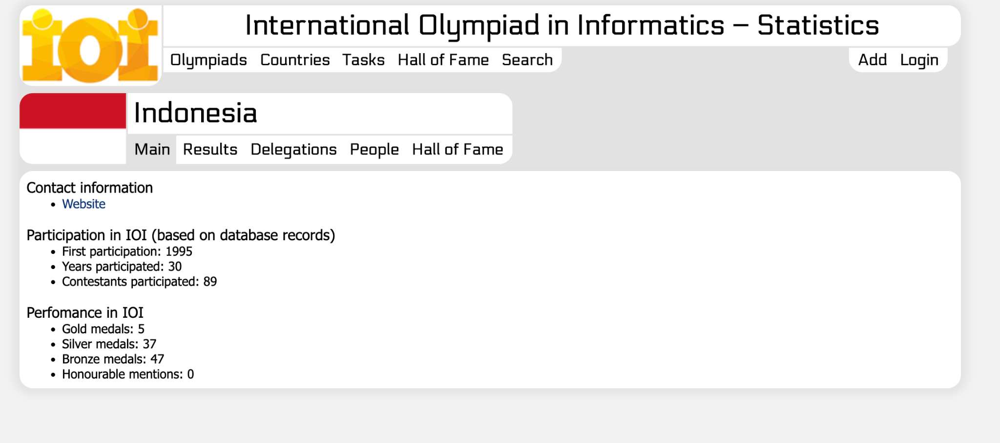 ioi
International Olympiad in Informatics – Statistics
Olympiads Countries Tasks Hall of Fame Search Add Login
Indonesia
Main Results Delegations People Hall of Fame
Contact information
• Website
Participation in IOI (based on database records)
• First participation: 1995
• Years participated: 30
• Contestants participated: 89
Perfomance in IOI
• Gold medals: 5
• Silver medals: 37
• Bronze medals: 47
• Honourable mentions: 0